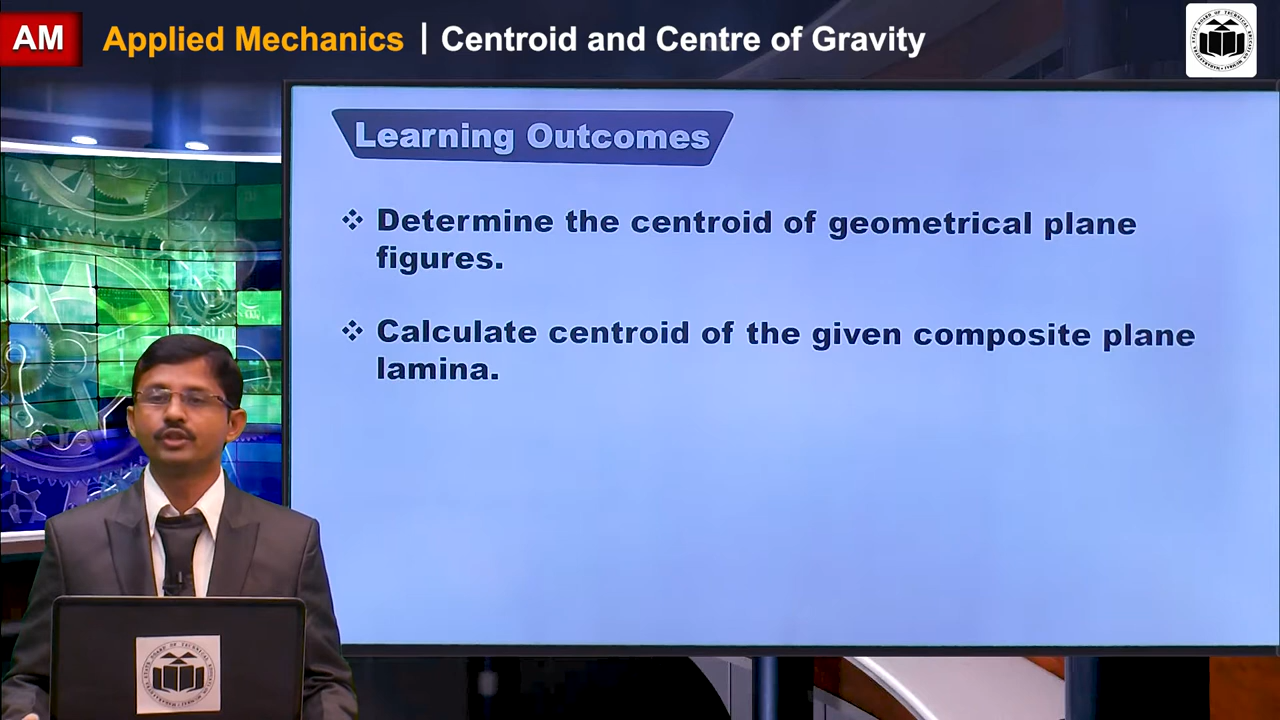 AM Applied Mechanics | Centroid and Centre of Gravity
Learning Outcomes
❖ Determine the centroid of geometrical plane
figures.
❖ Calculate centroid of the given composite plane
lamina.